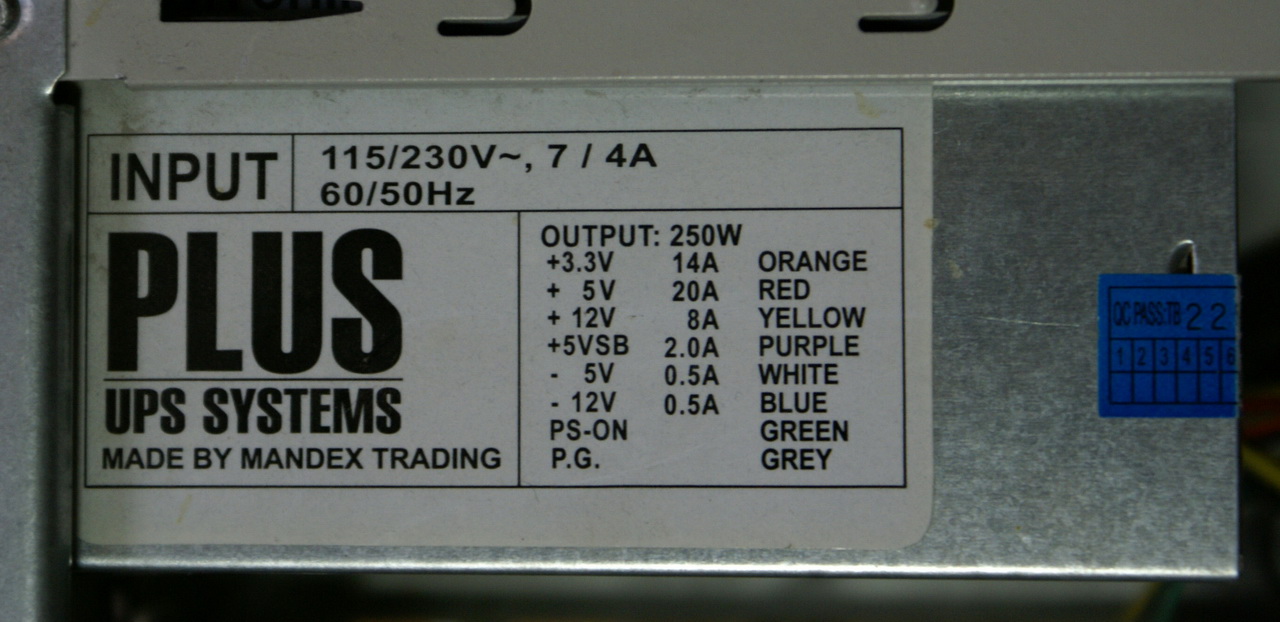 INPUT
115/230V~, 7 / 4A
60/50Hz
PLUS
UPS SYSTEMS
MADE BY MANDEX TRADING
OUTPUT: 250W
+3.3V 14A ORANGE
+ 5V 20A RED
+ 12V 8A YELLOW
+5VSB 2.0A PURPLE
- 5V 0.5A WHITE
- 12V 0.5A BLUE
PS-ON GREEN
P.G. GREY
QC PASS:TB 22
1 2 3 4 5 6